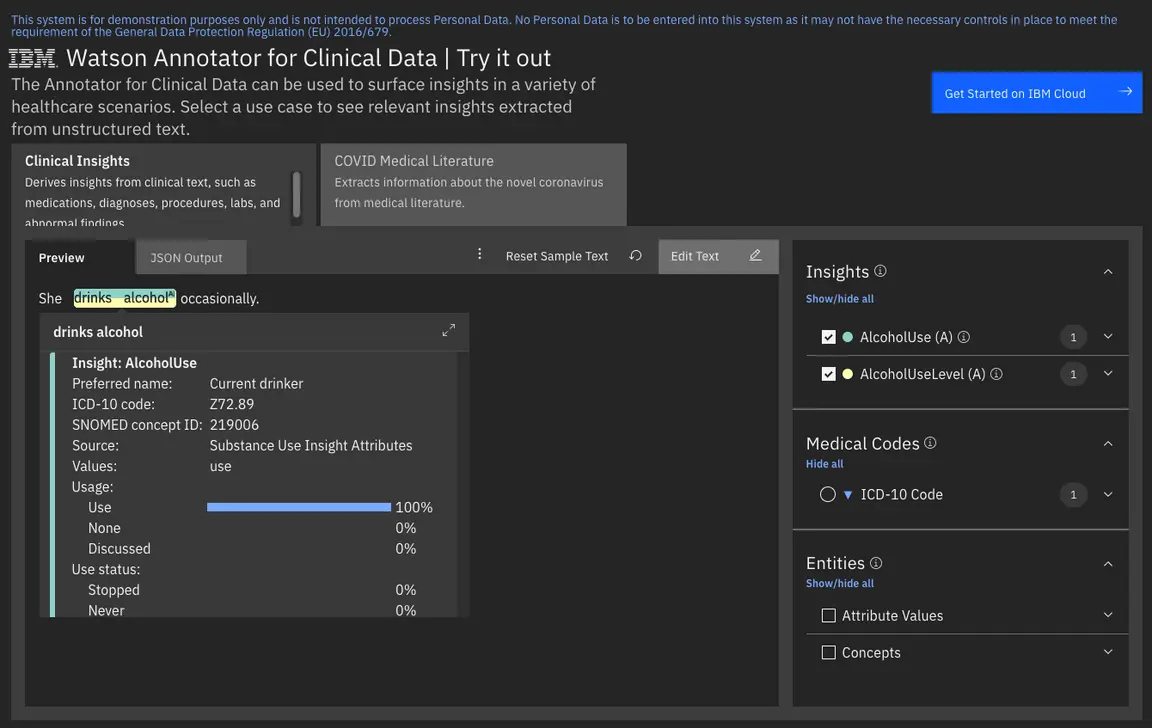 This system is for demonstration purposes only and is not intended to process Personal Data. No Personal Data is to be entered into this system as it may not have the necessary controls in place to meet the
requirement of the General Data Protection Regulation (EU) 2016/679.
IBM Watson Annotator for Clinical Data | Try it out
The Annotator for Clinical Data can be used to surface insights in a variety of
healthcare scenarios. Select a use case to see relevant insights extracted
from unstructured text.
Get Started on IBM Cloud
Clinical Insights
Derives insights from clinical text, such as
medications, diagnoses, procedures, labs, and
abnormal findings
COVID Medical Literature
Extracts information about the novel coronavirus
from medical literature.
Preview
JSON Output
Reset Sample Text
Edit Text
She drinks alcohol A occasionally.
drinks alcohol
Insight: AlcoholUse
Preferred name: Current drinker
ICD-10 code: Z72.89
SNOMED concept ID: 219006
Source: Substance Use Insight Attributes
Values: use
Usage:
Use 100%
None 0%
Discussed 0%
Use status:
Stopped 0%
Never 0%
Insights
Show/hide all
AlcoholUse (A) 1
AlcoholUseLevel (A) 1
Medical Codes
Hide all
ICD-10 Code 1
Entities
Show/hide all
Attribute Values
Concepts